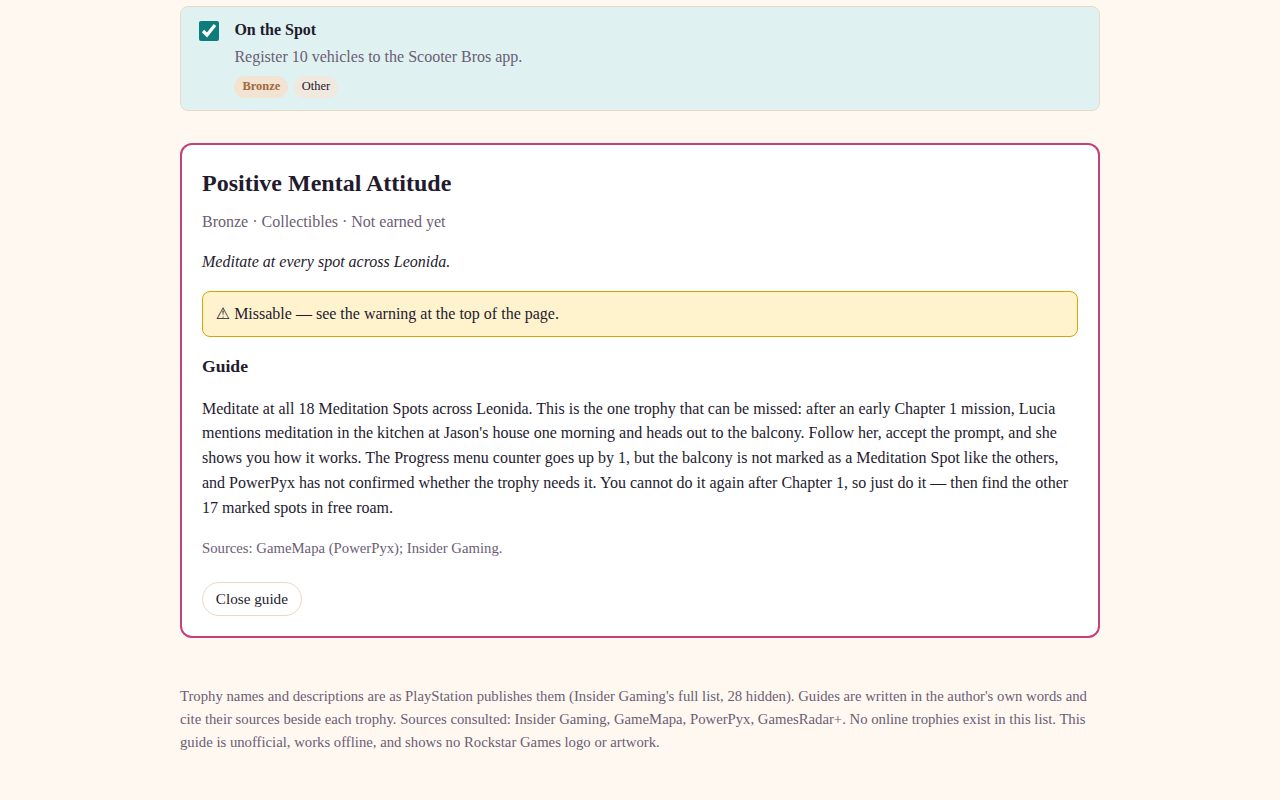 On the Spot
Register 10 vehicles to the Scooter Bros app.
Bronze Other
Positive Mental Attitude
Bronze · Collectibles · Not earned yet
Meditate at every spot across Leonida.
⚠ Missable — see the warning at the top of the page.
Guide
Meditate at all 18 Meditation Spots across Leonida. This is the one trophy that can be missed: after an early Chapter 1 mission, Lucia
mentions meditation in the kitchen at Jason's house one morning and heads out to the balcony. Follow her, accept the prompt, and she
shows you how it works. The Progress menu counter goes up by 1, but the balcony is not marked as a Meditation Spot like the others,
and PowerPyx has not confirmed whether the trophy needs it. You cannot do it again after Chapter 1, so just do it — then find the other
17 marked spots in free roam.
Sources: GameMapa (PowerPyx); Insider Gaming.
Close guide
Trophy names and descriptions are as PlayStation publishes them (Insider Gaming's full list, 28 hidden). Guides are written in the author's own words and
cite their sources beside each trophy. Sources consulted: Insider Gaming, GameMapa, PowerPyx, GamesRadar+. No online trophies exist in this list. This
guide is unofficial, works offline, and shows no Rockstar Games logo or artwork.